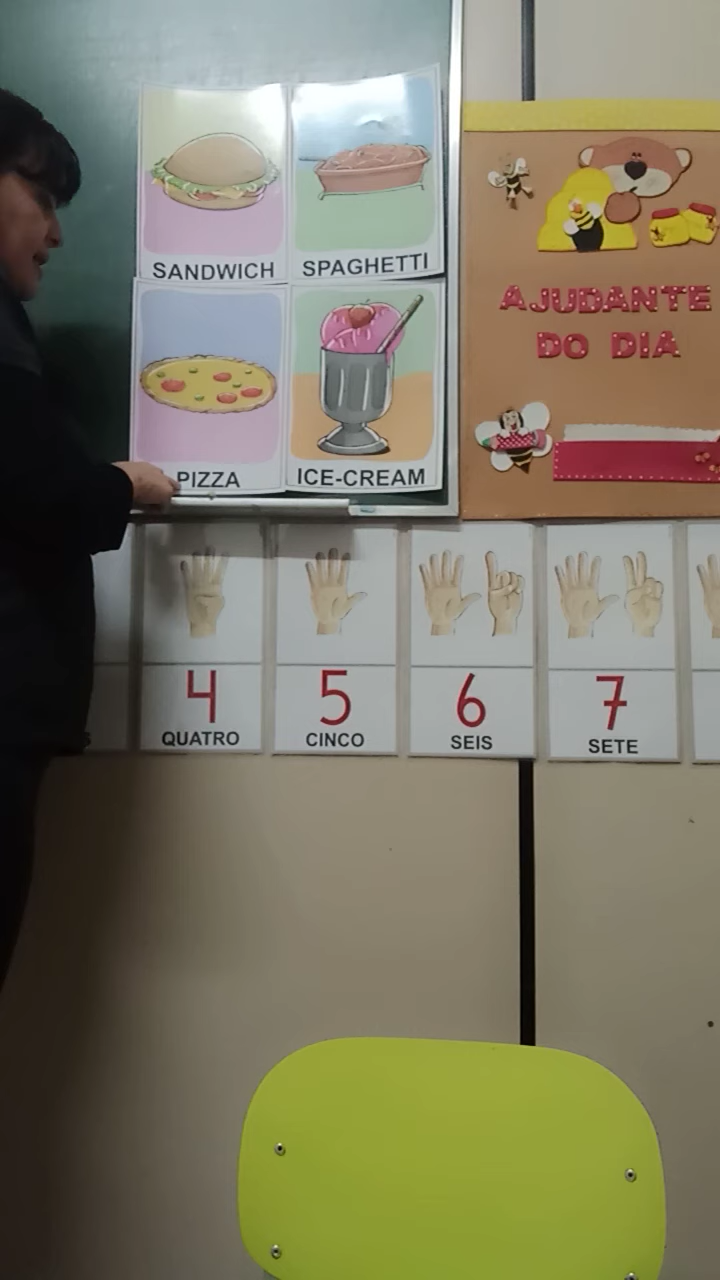 SANDWICH
SPAGHETTI
PIZZA
ICE-CREAM
AJUDANTE
DO DIA
4
QUATRO
5
CINCO
6
SEIS
7
SETE